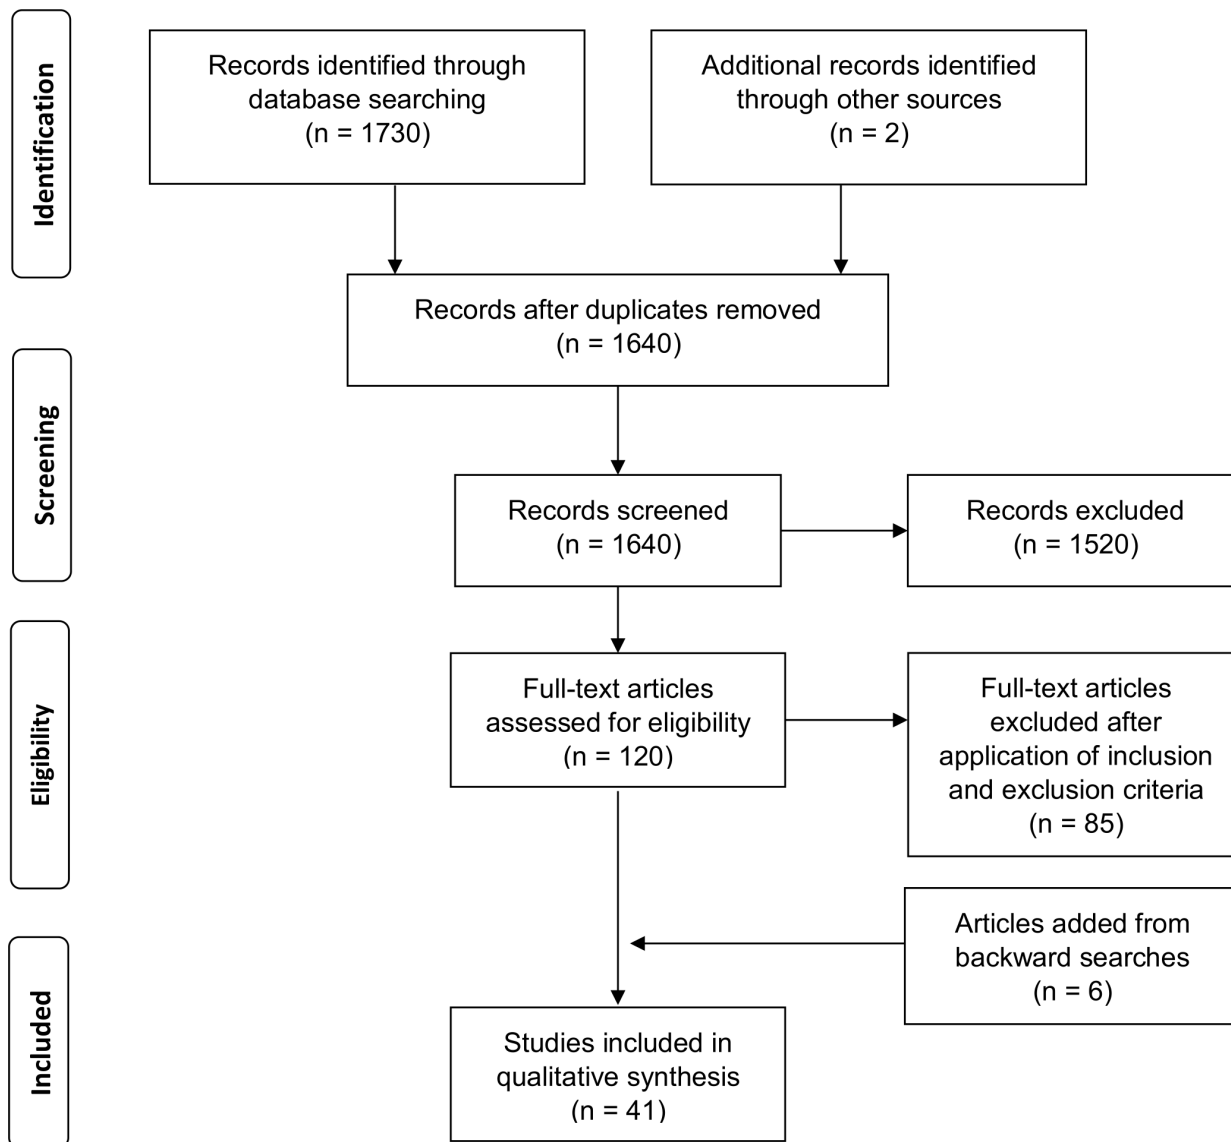 Identification
Records identified through
database searching
(n = 1730)
Additional records identified
through other sources
(n = 2)
Records after duplicates removed
(n = 1640)
Screening
Records screened
(n = 1640)
Records excluded
(n = 1520)
Eligibility
Full-text articles
assessed for eligibility
(n = 120)
Full-text articles
excluded after
application of inclusion
and exclusion criteria
(n = 85)
Articles added from
backward searches
(n = 6)
Included
Studies included in
qualitative synthesis
(n = 41)